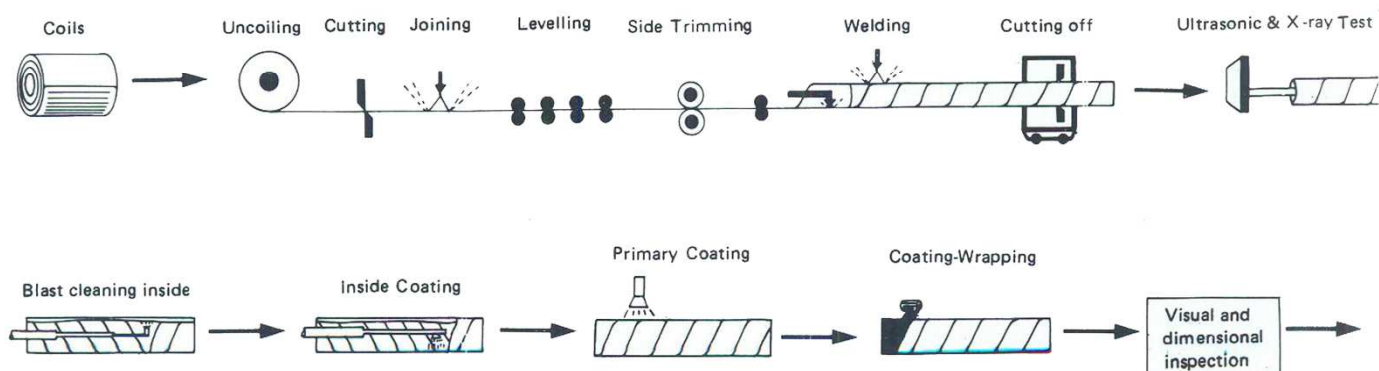 Coils
Uncoiling
Cutting
Joining
Levelling
Side Trimming
Welding
Cutting off
Ultrasonic & X-ray Test
Blast cleaning inside
Inside Coating
Primary Coating
Coating-Wrapping
Visual and
dimensional
inspection